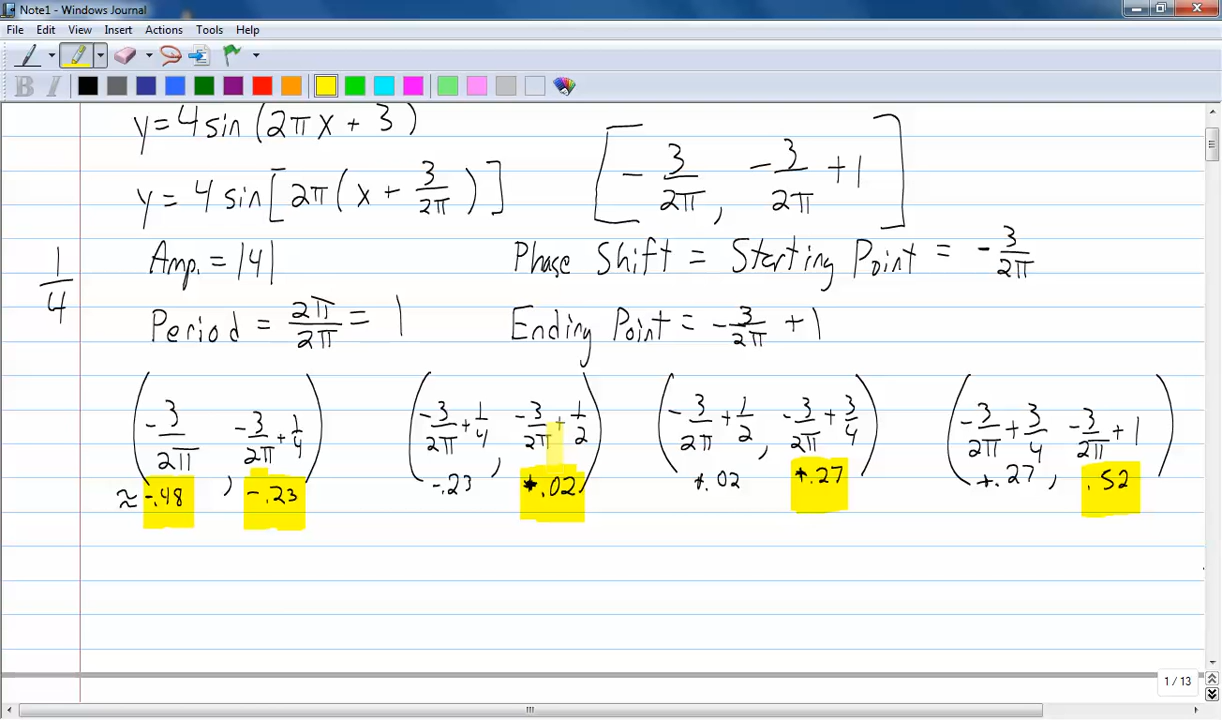 Note1 - Windows Journal
File Edit View Insert Actions Tools Help
B I
y = 4 sin (2πx + 3)
[-3/2π, -3/2π + 1]
y = 4 sin [2π(x + 3/2π)]
1/4
Amp. = |4|
Phase Shift = Starting Point = -3/2π
Period = 2π/2π = 1
Ending Point = -3/2π + 1
(-3/2π, -3/2π + 1/4) (-3/2π + 1/4, -3/2π + 1/2) (-3/2π + 1/2, -3/2π + 3/4) (-3/2π + 3/4, -3/2π + 1)
≈ -.48, -.23 -.23 +.02 +.02 +.27 +.27, .52
1 / 13